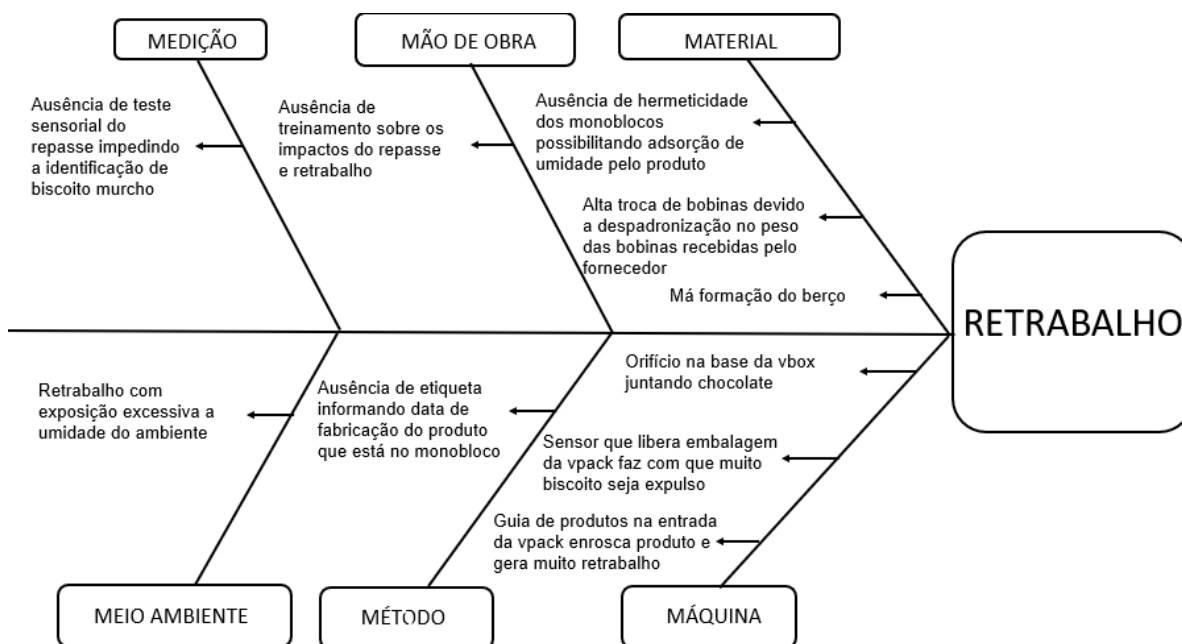 MEDIÇÃO
MÃO DE OBRA
MATERIAL
Ausência de teste
sensorial do
repasse impedindo
a identificação de
biscoito murcho
Ausência de
treinamento sobre os
impactos do repasse
e retrabalho
Ausência de hermeticidade
dos monoblocos
possibilitando adsorção de
umidade pelo produto
Alta troca de bobinas devido
a despadronização no peso
das bobinas recebidas pelo
fornecedor
Má formação do berço
RETRABALHO
Retrabalho com
exposição excessiva a
umidade do ambiente
Ausência de etiqueta
informando data de
fabricação do produto
que está no monobloco
Orifício na base da vbox
juntando chocolate
Sensor que libera embalagem
da vpack faz com que muito
biscoito seja expulso
Guia de produtos na entrada
da vpack enrosca produto e
gera muito retrabalho
MEIO AMBIENTE
MÉTODO
MÁQUINA